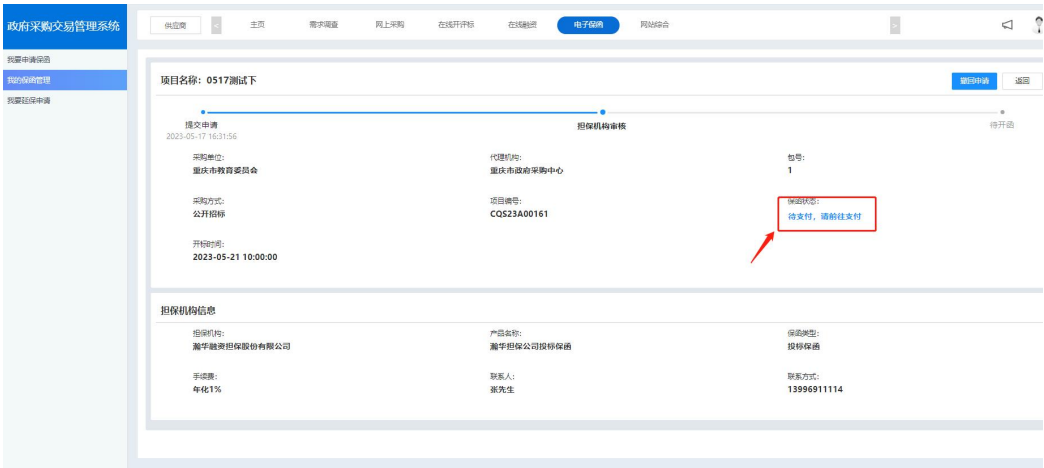 政府采购交易管理系统
供应商 < 主页 需求调查 网上采购 在线开评标 在线融资 电子保函 网站综合 >
我要申请保函
我的保函管理
我要延保申请
项目名称：0517测试下 撤回申请 返回
提交申请 担保机构审核 待开函
2023-05-17 16:31:56
采购单位: 代理机构: 包号:
重庆市教育委员会 重庆市政府采购中心 1
采购方式: 项目编号: 保函状态:
公开招标 CQS23A00161 待支付，请前往支付
开标时间:
2023-05-21 10:00:00
担保机构信息
担保机构: 产品名称: 保函类型:
瀚华融资担保股份有限公司 瀚华担保公司投标保函 投标保函
手续费: 联系人: 联系方式:
年化1% 张先生 13996911114